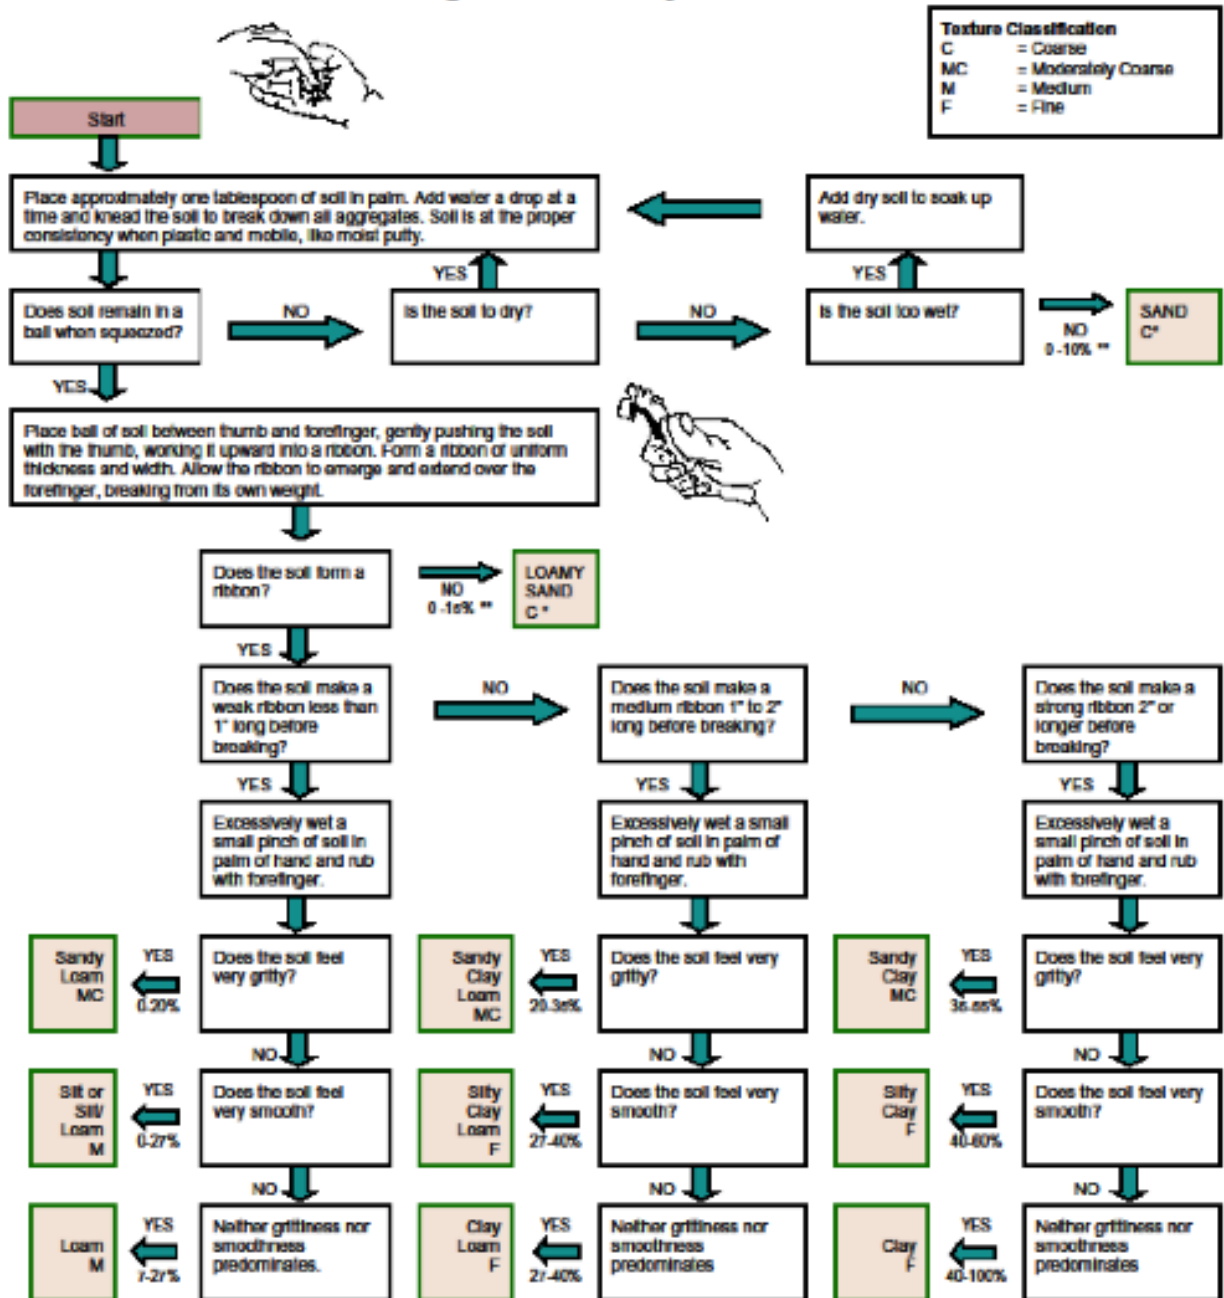 Texture Classification
C = Coarse
MC = Moderately Coarse
M = Medium
F = Fine
Start
Place approximately one tablespoon of soil in palm. Add water a drop at a
time and knead the soil to break down all aggregates. Soil is at the proper
consistency when plastic and mobile, like moist putty.
Add dry soil to soak up
water.
YES
YES
Does soil remain in a
ball when squeezed?
NO
Is the soil to dry?
NO
Is the soil too wet?
NO
0-10% **
SAND
C*
YES
Place ball of soil between thumb and forefinger, gently pushing the soil
with the thumb, working it upward into a ribbon. Form a ribbon of uniform
thickness and width. Allow the ribbon to emerge and extend over the
forefinger, breaking from its own weight.
Does the soil form a
ribbon?
NO
0-1s% **
LOAMY
SAND
C *
YES
Does the soil make a
weak ribbon less than
1" long before
breaking?
NO
Does the soil make a
medium ribbon 1" to 2"
long before breaking?
NO
Does the soil make a
strong ribbon 2" or
longer before
breaking?
YES
YES
YES
Excessively wet a
small pinch of soil in
palm of hand and rub
with forefinger.
Excessively wet a small
pinch of soil in palm of
hand and rub with
forefinger.
Excessively wet a
small pinch of soil in
palm of hand and rub
with forefinger.
Sandy
Loam
MC
YES
0-20%
Does the soil feel
very gritty?
Sandy
Clay
Loam
MC
YES
20-3s%
Does the soil feel very
gritty?
Sandy
Clay
MC
YES
3s-ss%
Does the soil feel very
gritty?
NO
NO
NO
Silt or
Silt/
Loam
M
YES
0-2r%
Does the soil feel
very smooth?
Silty
Clay
Loam
F
YES
2r-40%
Does the soil feel very
smooth?
Silty
Clay
F
YES
40-60%
Does the soil feel very
smooth?
NO
NO
NO
Loam
M
YES
r-2r%
Neither grittiness nor
smoothness
predominates.
Clay
Loam
F
YES
2r-40%
Neither grittiness nor
smoothness
predominates
Clay
F
YES
40-100%
Neither grittiness nor
smoothness
predominates